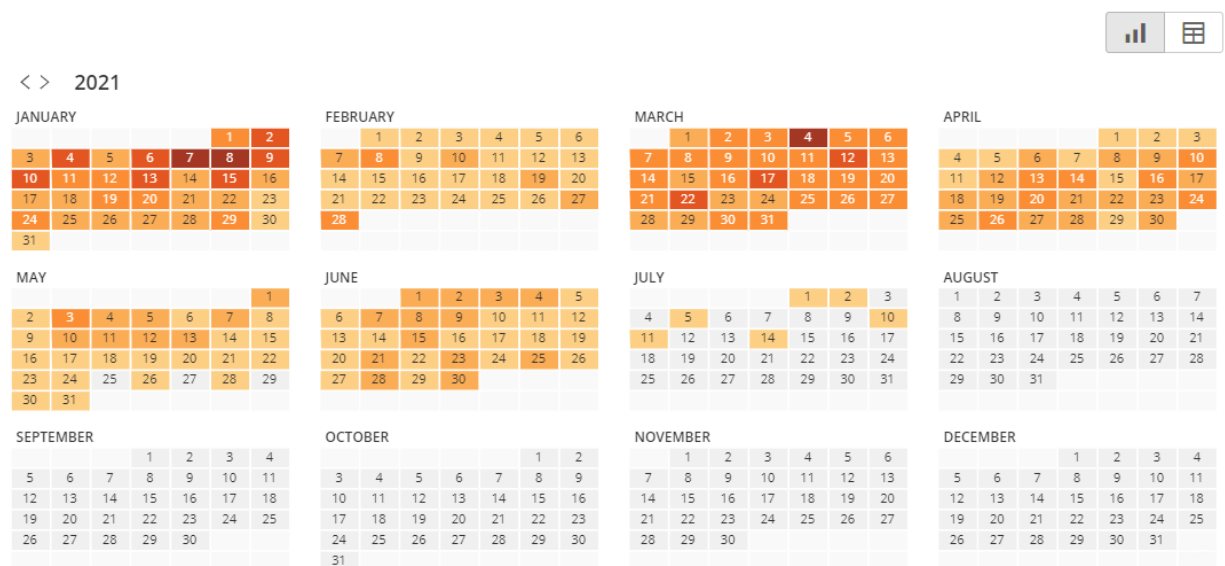 2021
JANUARY FEBRUARY MARCH APRIL
1 2 1 2 3 4 5 6 1 2 3 4 5 6 1 2 3
3 4 5 6 7 8 9 7 8 9 10 11 12 13 7 8 9 10 11 12 13 4 5 6 7 8 9 10
10 11 12 13 14 15 16 14 15 16 17 18 19 20 14 15 16 17 18 19 20 11 12 13 14 15 16 17
17 18 19 20 21 22 23 21 22 23 24 25 26 27 21 22 23 24 25 26 27 18 19 20 21 22 23 24
24 25 26 27 28 29 30 28 28 29 30 31 25 26 27 28 29 30
31
MAY JUNE JULY AUGUST
1 1 2 3 4 5 1 2 3 1 2 3 4 5 6 7
2 3 4 5 6 7 8 6 7 8 9 10 11 12 4 5 6 7 8 9 10 8 9 10 11 12 13 14
9 10 11 12 13 14 15 13 14 15 16 17 18 19 11 12 13 14 15 16 17 15 16 17 18 19 20 21
16 17 18 19 20 21 22 20 21 22 23 24 25 26 18 19 20 21 22 23 24 22 23 24 25 26 27 28
23 24 25 26 27 28 29 27 28 29 30 25 26 27 28 29 30 31 29 30 31
30 31
SEPTEMBER OCTOBER NOVEMBER DECEMBER
1 2 3 4 1 2 1 2 3 4 5 6 1 2 3 4
5 6 7 8 9 10 11 3 4 5 6 7 8 9 7 8 9 10 11 12 13 5 6 7 8 9 10 11
12 13 14 15 16 17 18 10 11 12 13 14 15 16 14 15 16 17 18 19 20 12 13 14 15 16 17 18
19 20 21 22 23 24 25 17 18 19 20 21 22 23 21 22 23 24 25 26 27 19 20 21 22 23 24 25
26 27 28 29 30 24 25 26 27 28 29 30 28 29 30 26 27 28 29 30 31
31